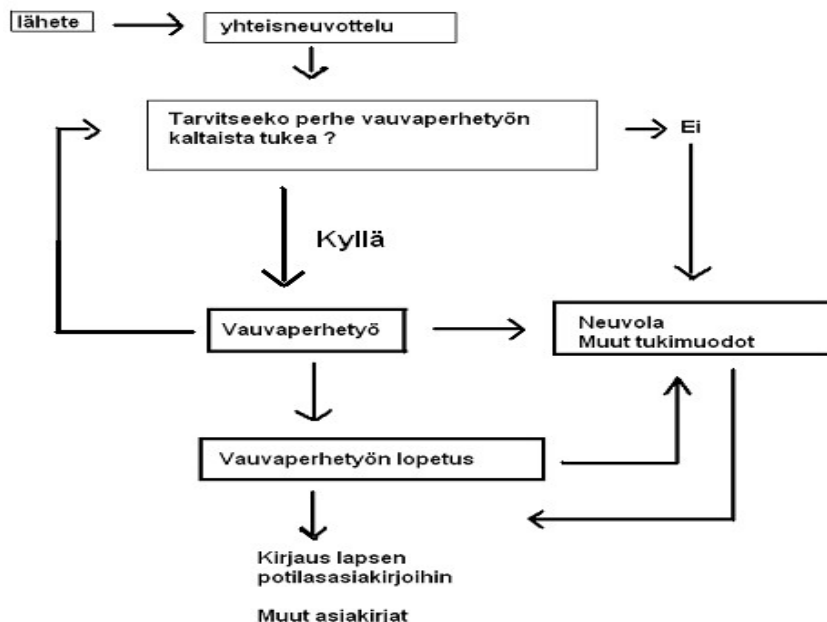 lähete
yhteisneuvottelu
Tarvitseeko perhe vauvaperhetyön
kaltaista tukea ?
Ei
Kyllä
Vauvaperhetyö
Neuvola
Muut tukimuodot
Vauvaperhetyön lopetus
Kirjaus lapsen
potilasasiakirjoihin
Muut asiakirjat